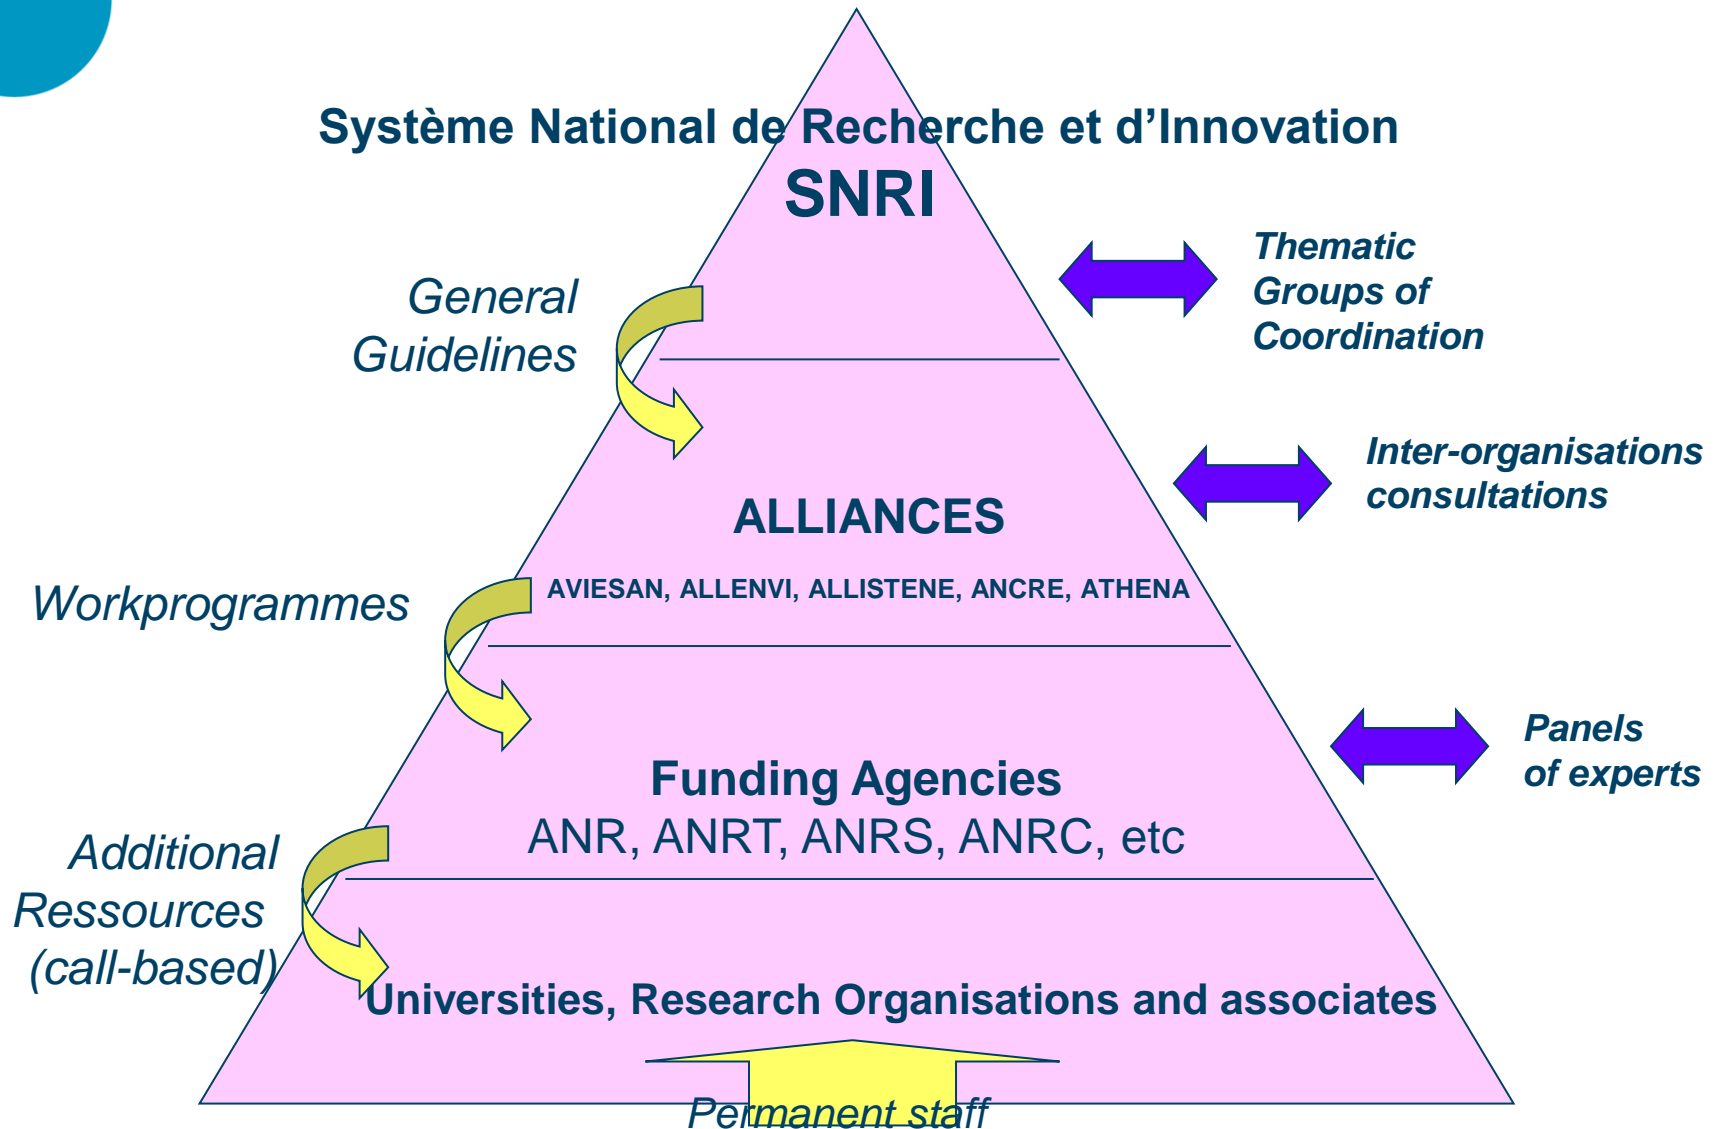 Système National de Recherche et d’Innovation
SNRI
General
Guidelines
Thematic
Groups of
Coordination
Inter-organisations
consultations
ALLIANCES
AVIESAN, ALLENVI, ALLISTENE, ANCRE, ATHENA
Workprogrammes
Panels
of experts
Funding Agencies
ANR, ANRT, ANRS, ANRC, etc
Additional
Ressources
(call-based)
Universities, Research Organisations and associates
Permanent staff